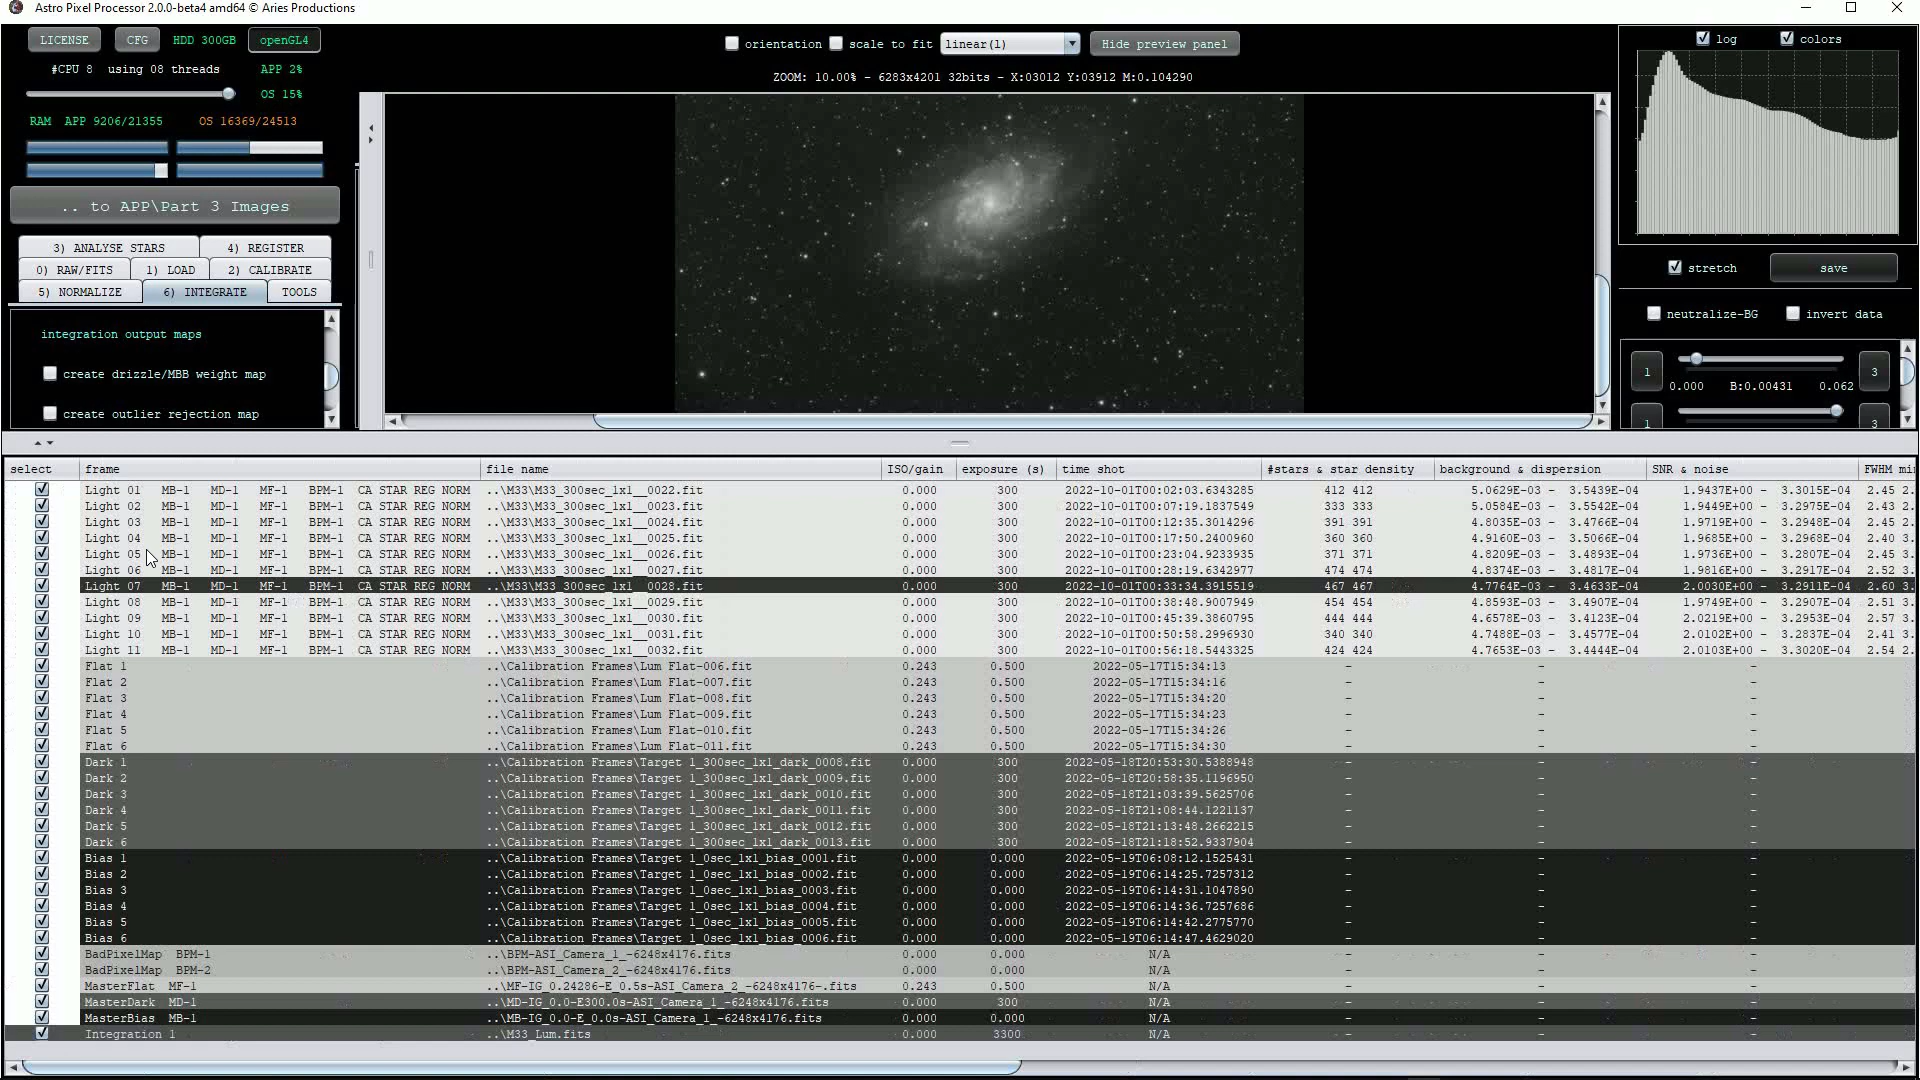 Astro Pixel Processor 2.0.0-beta4 amd64 © Aries Productions
LICENSE CFG HDD 300GB openGL4
#CPU 8 using 08 threads APP 2%
OS 15%
RAM APP 9206/21355 OS 16369/24513
.. to APP\Part 3 Images
3) ANALYSE STARS 4) REGISTER
0) RAW/FITS 1) LOAD 2) CALIBRATE
5) NORMALIZE 6) INTEGRATE TOOLS
integration output maps
create drizzle/MBB weight map
create outlier rejection map
orientation scale to fit linear(l) Hide preview panel
ZOOM: 10.00% - 6283x4201 32bits - X:03012 Y:03912 M:0.104290
log colors
stretch save
neutralize-BG invert data
1 0.000 B:0.00431 0.062 3
1 3
select frame file name ISO/gain exposure (s) time shot #stars & star density background & dispersion SNR & noise FWHM mi
Light 01 MB-1 MD-1 MF-1 BPM-1 CA STAR REG NORM ..\M33\M33_300sec_1x1__0022.fit 0.000 300 2022-10-01T00:02:03.6343285 412 412 5.0629E-03 - 3.5439E-04 1.9437E+00 - 3.3015E-04 2.45 2.
Light 02 MB-1 MD-1 MF-1 BPM-1 CA STAR REG NORM ..\M33\M33_300sec_1x1__0023.fit 0.000 300 2022-10-01T00:07:19.1837549 333 333 5.0584E-03 - 3.5542E-04 1.9449E+00 - 3.2975E-04 2.43 2.
Light 03 MB-1 MD-1 MF-1 BPM-1 CA STAR REG NORM ..\M33\M33_300sec_1x1__0024.fit 0.000 300 2022-10-01T00:12:35.3014296 391 391 4.8035E-03 - 3.4766E-04 1.9719E+00 - 3.2948E-04 2.45 2.
Light 04 MB-1 MD-1 MF-1 BPM-1 CA STAR REG NORM ..\M33\M33_300sec_1x1__0025.fit 0.000 300 2022-10-01T00:17:50.2400960 360 360 4.9160E-03 - 3.5066E-04 1.9685E+00 - 3.2968E-04 2.40 3.
Light 05 MB-1 MD-1 MF-1 BPM-1 CA STAR REG NORM ..\M33\M33_300sec_1x1__0026.fit 0.000 300 2022-10-01T00:23:04.9233935 371 371 4.8209E-03 - 3.4893E-04 1.9736E+00 - 3.2807E-04 2.45 3.
Light 06 MB-1 MD-1 MF-1 BPM-1 CA STAR REG NORM ..\M33\M33_300sec_1x1__0027.fit 0.000 300 2022-10-01T00:28:19.6342977 474 474 4.8374E-03 - 3.4817E-04 1.9816E+00 - 3.2917E-04 2.52 3.
Light 07 MB-1 MD-1 MF-1 BPM-1 CA STAR REG NORM ..\M33\M33_300sec_1x1__0028.fit 0.000 300 2022-10-01T00:33:34.3915519 467 467 4.7764E-03 - 3.4633E-04 2.0030E+00 - 3.2911E-04 2.60 3.
Light 08 MB-1 MD-1 MF-1 BPM-1 CA STAR REG NORM ..\M33\M33_300sec_1x1__0029.fit 0.000 300 2022-10-01T00:38:48.9007949 454 454 4.8593E-03 - 3.4907E-04 1.9749E+00 - 3.2907E-04 2.51 3.
Light 09 MB-1 MD-1 MF-1 BPM-1 CA STAR REG NORM ..\M33\M33_300sec_1x1__0030.fit 0.000 300 2022-10-01T00:45:39.3860795 444 444 4.6578E-03 - 3.4123E-04 2.0219E+00 - 3.2953E-04 2.57 3.
Light 10 MB-1 MD-1 MF-1 BPM-1 CA STAR REG NORM ..\M33\M33_300sec_1x1__0031.fit 0.000 300 2022-10-01T00:50:58.2996930 340 340 4.7488E-03 - 3.4577E-04 2.0102E+00 - 3.2837E-04 2.41 3.
Light 11 MB-1 MD-1 MF-1 BPM-1 CA STAR REG NORM ..\M33\M33_300sec_1x1__0032.fit 0.000 300 2022-10-01T00:56:18.5443325 424 424 4.7653E-03 - 3.4444E-04 2.0103E+00 - 3.3020E-04 2.54 2.
Flat 1 ..\Calibration Frames\Lum Flat-006.fit 0.243 0.500 2022-05-17T15:34:13 - - -
Flat 2 ..\Calibration Frames\Lum Flat-007.fit 0.243 0.500 2022-05-17T15:34:16 - - -
Flat 3 ..\Calibration Frames\Lum Flat-008.fit 0.243 0.500 2022-05-17T15:34:20 - - -
Flat 4 ..\Calibration Frames\Lum Flat-009.fit 0.243 0.500 2022-05-17T15:34:23 - - -
Flat 5 ..\Calibration Frames\Lum Flat-010.fit 0.243 0.500 2022-05-17T15:34:26 - - -
Flat 6 ..\Calibration Frames\Lum Flat-011.fit 0.243 0.500 2022-05-17T15:34:30 - - -
Dark 1 ..\Calibration Frames\Target 1_300sec_1x1_dark_0008.fit 0.000 300 2022-05-18T20:53:30.5388948 - - -
Dark 2 ..\Calibration Frames\Target 1_300sec_1x1_dark_0009.fit 0.000 300 2022-05-18T20:58:35.1196950 - - -
Dark 3 ..\Calibration Frames\Target 1_300sec_1x1_dark_0010.fit 0.000 300 2022-05-18T21:03:39.5625706 - - -
Dark 4 ..\Calibration Frames\Target 1_300sec_1x1_dark_0011.fit 0.000 300 2022-05-18T21:08:44.1221137 - - -
Dark 5 ..\Calibration Frames\Target 1_300sec_1x1_dark_0012.fit 0.000 300 2022-05-18T21:13:48.2662215 - - -
Dark 6 ..\Calibration Frames\Target 1_300sec_1x1_dark_0013.fit 0.000 300 2022-05-18T21:18:52.9337904 - - -
Bias 1 ..\Calibration Frames\Target 1_0sec_1x1_bias_0001.fit 0.000 0.000 2022-05-19T06:08:12.1525431 - - -
Bias 2 ..\Calibration Frames\Target 1_0sec_1x1_bias_0002.fit 0.000 0.000 2022-05-19T06:14:25.7257312 - - -
Bias 3 ..\Calibration Frames\Target 1_0sec_1x1_bias_0003.fit 0.000 0.000 2022-05-19T06:14:31.1047890 - - -
Bias 4 ..\Calibration Frames\Target 1_0sec_1x1_bias_0004.fit 0.000 0.000 2022-05-19T06:14:36.7257686 - - -
Bias 5 ..\Calibration Frames\Target 1_0sec_1x1_bias_0005.fit 0.000 0.000 2022-05-19T06:14:42.2775770 - - -
Bias 6 ..\Calibration Frames\Target 1_0sec_1x1_bias_0006.fit 0.000 0.000 2022-05-19T06:14:47.4629020 - - -
BadPixelMap BPM-1 ..\BPM-ASI_Camera_1_-6248x4176.fits N/A - - -
BadPixelMap BPM-2 ..\BPM-ASI_Camera_2_-6248x4176.fits N/A - - -
MasterFlat MF-1 ..\MF-IG_0.24286-E_0.5s-ASI_Camera_2_-6248x4176-.fits 0.243 0.500 N/A - - -
MasterDark MD-1 ..\MD-IG_0.0-E300.0s-ASI_Camera_1_-6248x4176.fits 0.000 300 N/A - - -
MasterBias MB-1 ..\MB-IG_0.0-E_0.0s-ASI_Camera_1_-6248x4176.fits 0.000 0.000 N/A - - -
Integration 1 ..\M33_Lum.fits 0.000 3300 N/A - - -